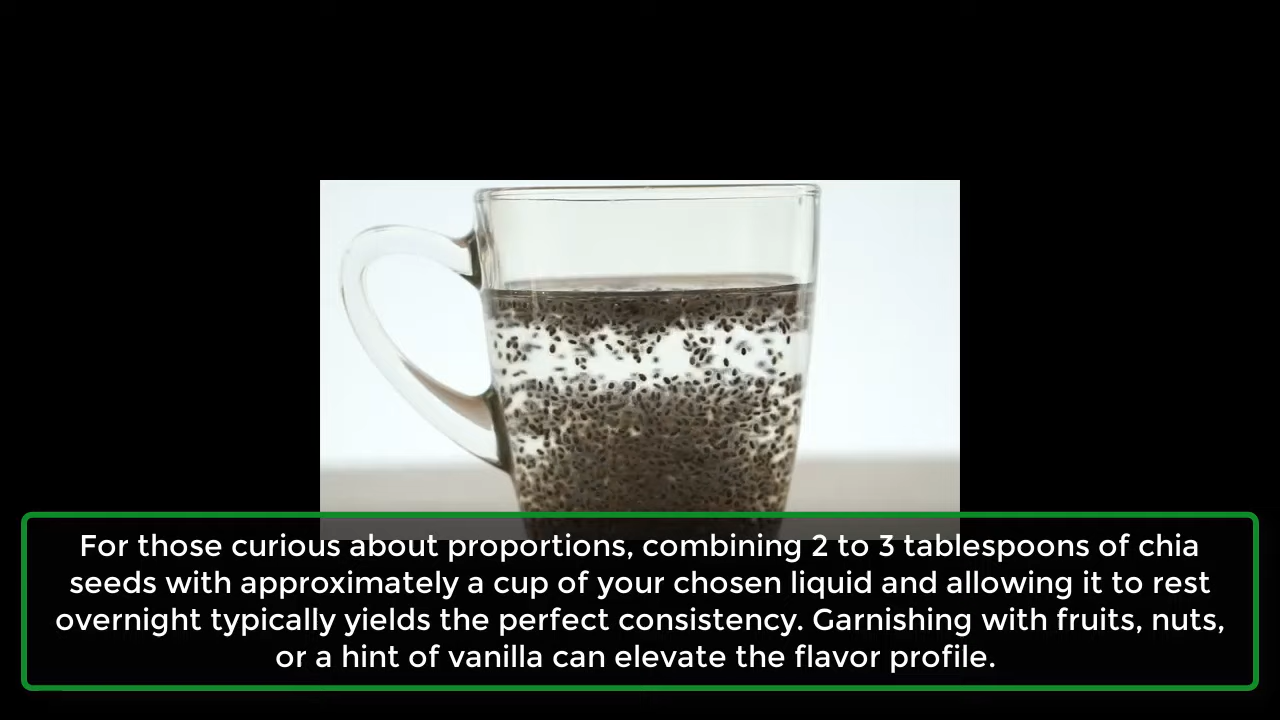 For those curious about proportions, combining 2 to 3 tablespoons of chia
seeds with approximately a cup of your chosen liquid and allowing it to rest
overnight typically yields the perfect consistency. Garnishing with fruits, nuts,
or a hint of vanilla can elevate the flavor profile.